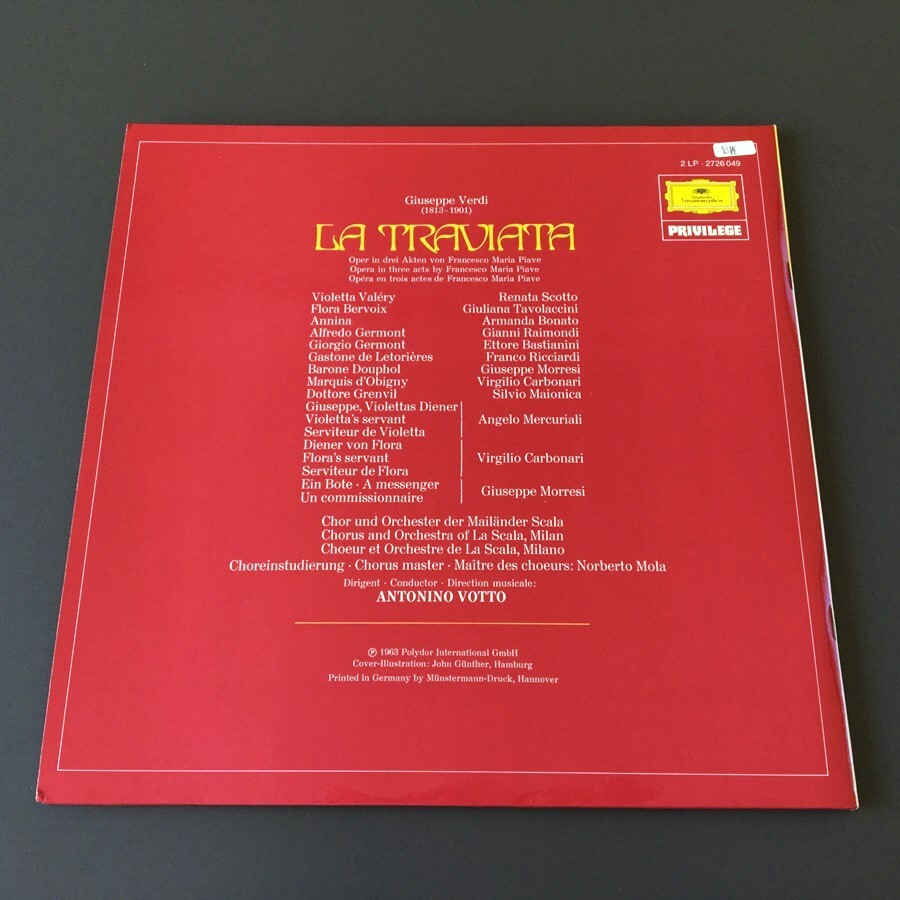 BW
2 LP · 2726 049
Deutsche
Grammophon
PRIVILEGE
Giuseppe Verdi
(1813 - 1901)
LA TRAVIATA
Oper in drei Akten von Francesco Maria Piave
Opera in three acts by Francesco Maria Piave
Opéra en trois actes de Francesco Maria Piave
Violetta Valéry Renata Scotto
Flora Bervoix Giuliana Tavolaccini
Annina Armanda Bonato
Alfredo Germont Gianni Raimondi
Giorgio Germont Ettore Bastianini
Gastone de Letorières Franco Ricciardi
Barone Douphol Giuseppe Morresi
Marquis d'Obigny Virgilio Carbonari
Dottore Grenvil Silvio Maionica
Giuseppe, Violettas Diener
Violetta's servant Angelo Mercuriali
Serviteur de Violetta
Diener von Flora
Flora's servant Virgilio Carbonari
Serviteur de Flora
Ein Bote · A messenger
Un commissionnaire Giuseppe Morresi
Chor und Orchester der Mailänder Scala
Chorus and Orchestra of La Scala, Milan
Choeur et Orchestre de La Scala, Milano
Choreinstudierung · Chorus master · Maître des choeurs: Norberto Mola
Dirigent · Conductor · Direction musicale:
ANTONINO VOTTO
℗ 1963 Polydor International GmbH
Cover-Illustration: John Günther, Hamburg
Printed in Germany by Münstermann-Druck, Hannover